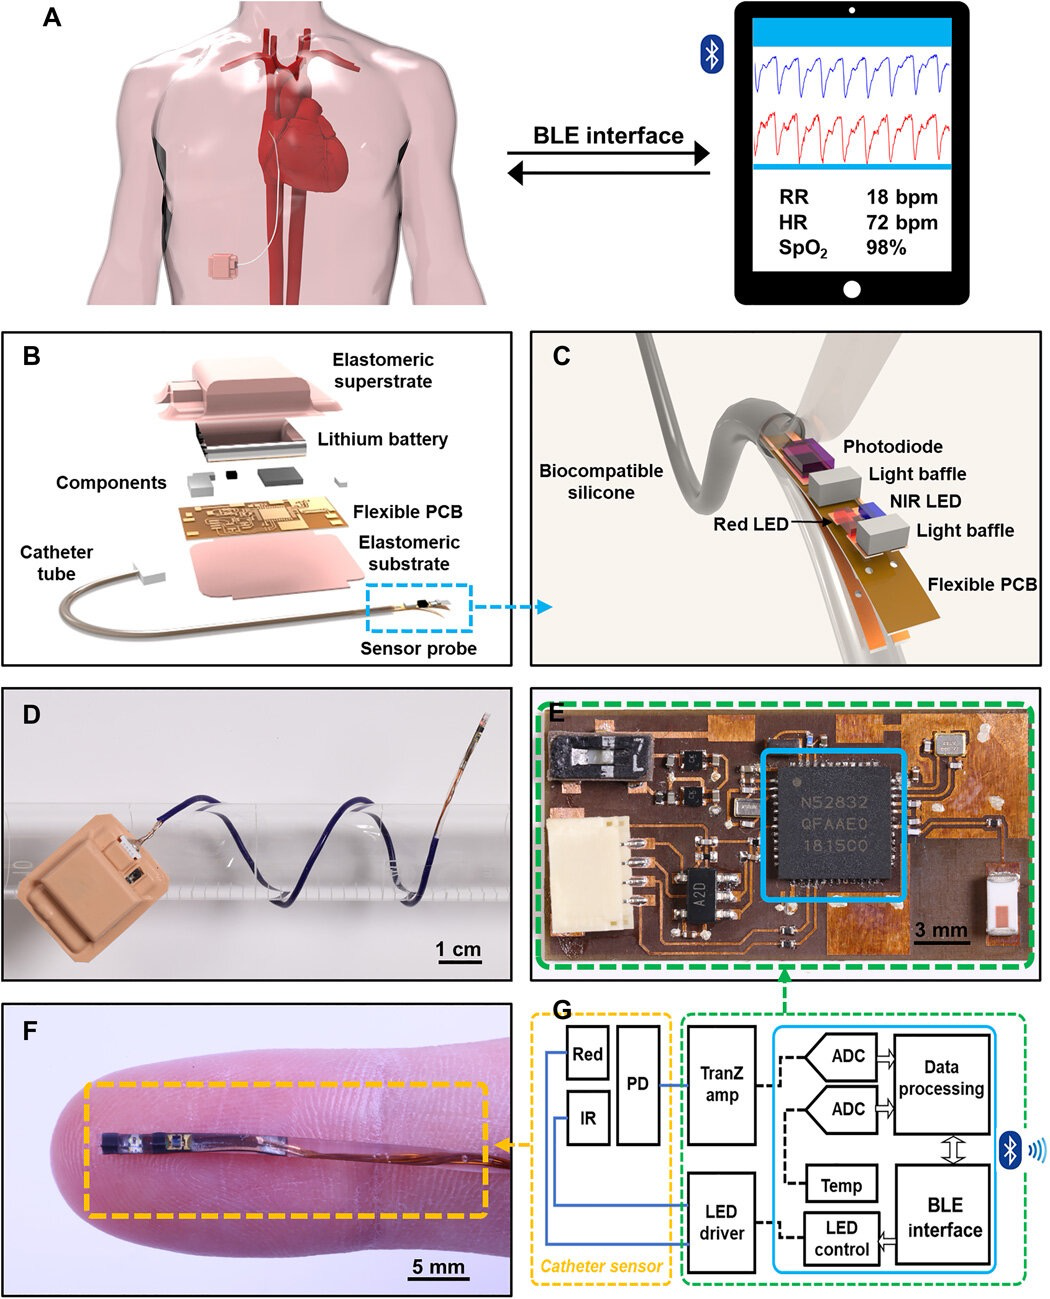 A
BLE interface
RR 18 bpm
HR 72 bpm
SpO₂ 98%
B
Elastomeric
superstrate
Lithium battery
Components
Flexible PCB
Elastomeric
substrate
Catheter
tube
Sensor probe
C
Photodiode
Light baffle
NIR LED
Biocompatible
silicone
Red LED
Light baffle
Flexible PCB
D
1 cm
E
N52832
QFAAE0
1815C0
A2D
3 mm
F
5 mm
G
Red
IR
PD
TranZ
amp
ADC
ADC
Data
processing
Temp
LED
driver
LED
control
BLE
interface
Catheter sensor